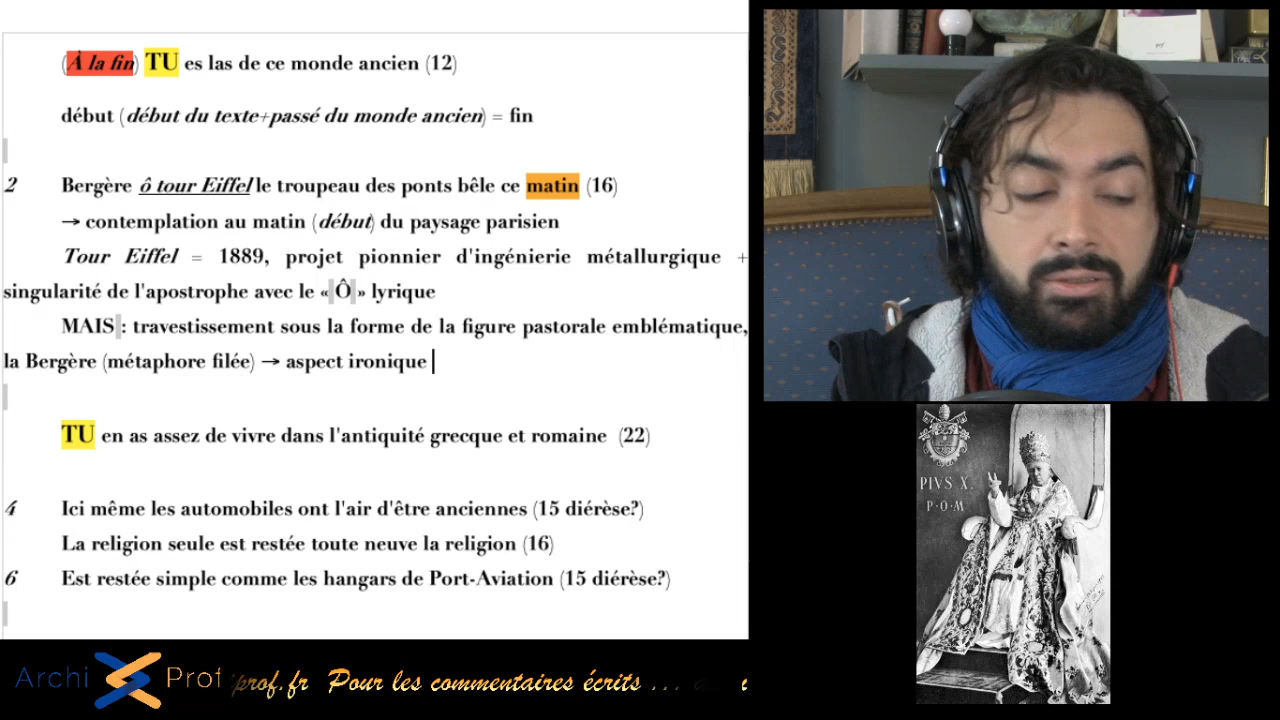 (À la fin) TU es las de ce monde ancien (12)
début (début du texte+passé du monde ancien) = fin
2 Bergère ô tour Eiffel le troupeau des ponts bêle ce matin (16)
→ contemplation au matin (début) du paysage parisien
Tour Eiffel = 1889, projet pionnier d'ingénierie métallurgique +
singularité de l'apostrophe avec le « Ô » lyrique
MAIS : travestissement sous la forme de la figure pastorale emblématique,
la Bergère (métaphore filée) → aspect ironique
TU en as assez de vivre dans l'antiquité grecque et romaine (22)
4 Ici même les automobiles ont l'air d'être anciennes (15 diérèse?)
La religion seule est restée toute neuve la religion (16)
6 Est restée simple comme les hangars de Port-Aviation (15 diérèse?)
PIVS X.
P·O·M
Archi Prof
prof.fr Pour les commentaires écrits ...